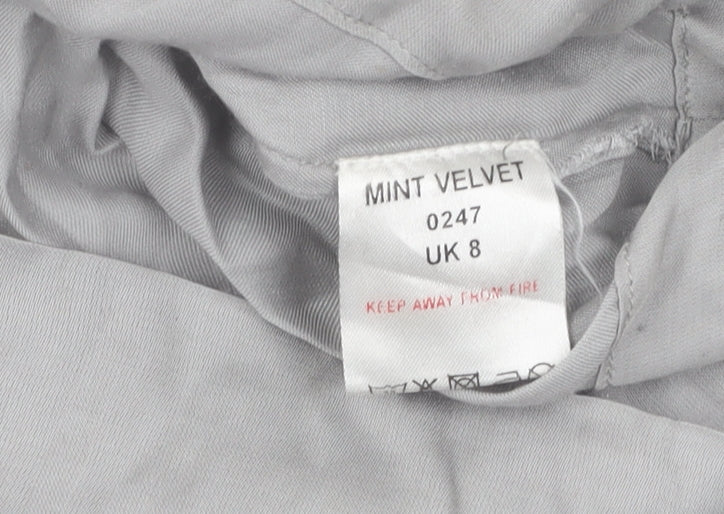 MINT VELVET
0247
UK 8
KEEP AWAY FROM FIRE